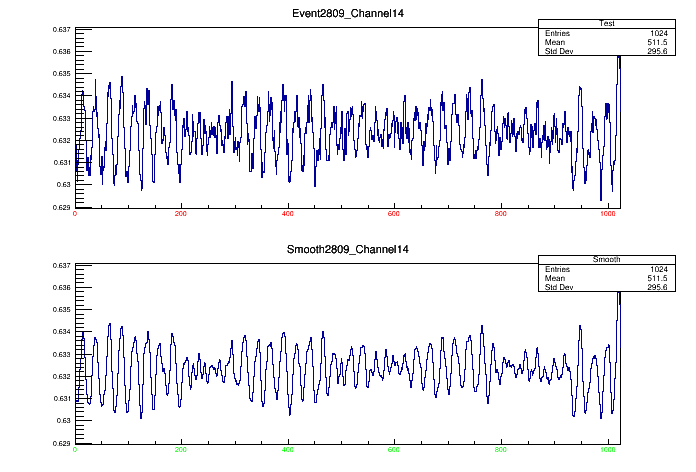 Event2809_Channel14
Test
Entries 1024
Mean 511.5
Std Dev 295.6
0.637
0.636
0.635
0.634
0.633
0.632
0.631
0.63
0.629
0 200 400 600 800 1000
Smooth2809_Channel14
Smooth
Entries 1024
Mean 511.5
Std Dev 295.6
0.637
0.636
0.635
0.634
0.633
0.632
0.631
0.63
0.629
0 200 400 600 800 1000